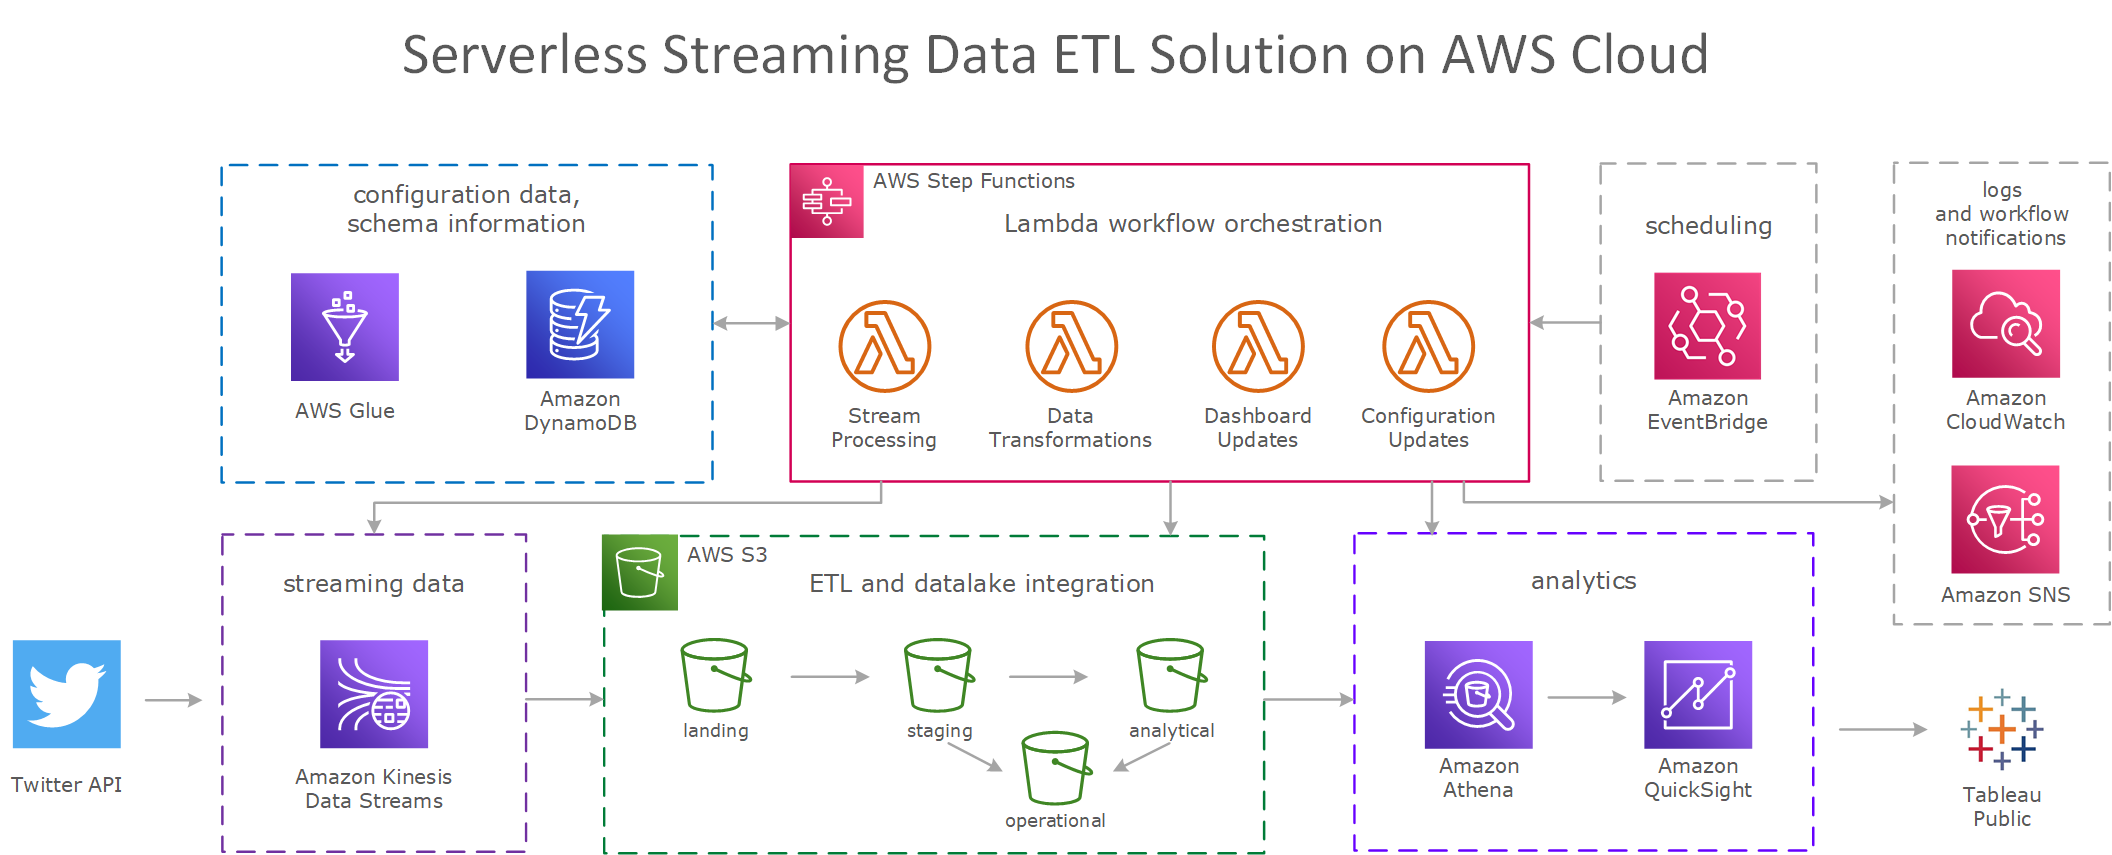 Serverless Streaming Data ETL Solution on AWS Cloud
configuration data,
schema information
AWS Glue
Amazon
DynamoDB
AWS Step Functions
Lambda workflow orchestration
Stream
Processing
Data
Transformations
Dashboard
Updates
Configuration
Updates
scheduling
Amazon
EventBridge
logs
and workflow
notifications
Amazon
CloudWatch
Amazon SNS
Twitter API
streaming data
Amazon Kinesis
Data Streams
AWS S3
ETL and datalake integration
landing
staging
analytical
operational
analytics
Amazon
Athena
Amazon
QuickSight
Tableau
Public